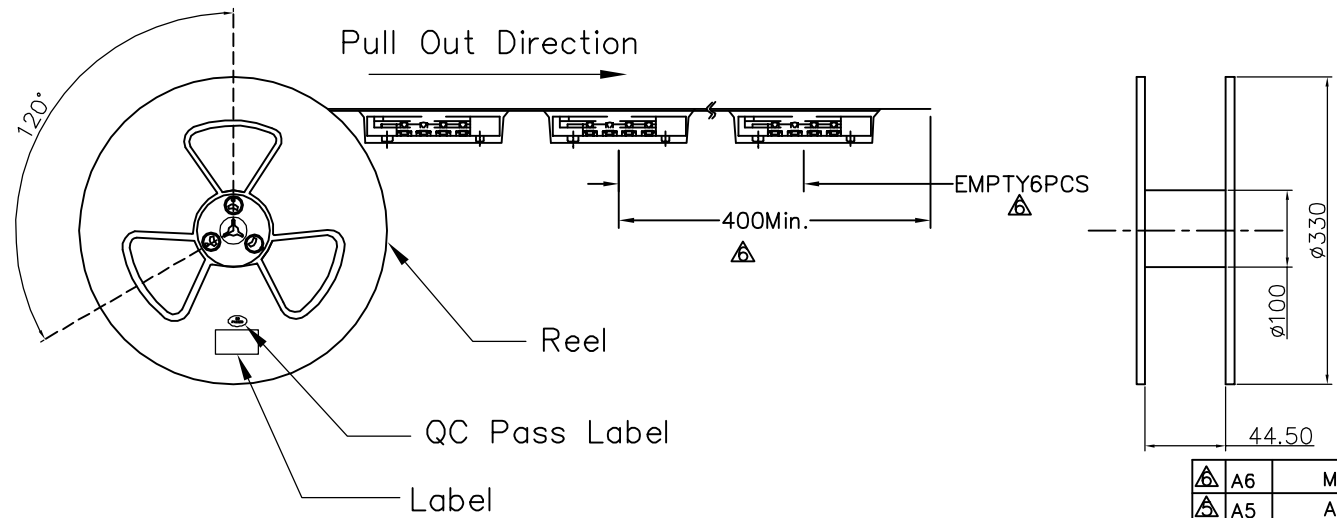 Pull Out Direction
120°
EMPTY6PCS
6
400Min.
6
ø330
ø100
Reel
QC Pass Label
44.50
Label
6 A6 M
5 A5 A